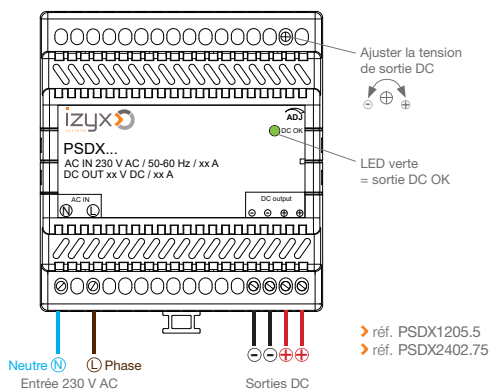 Ajuster la tension
de sortie DC
izyx
systems
ADJ
DC OK
PSDX...
AC IN 230 V AC / 50-60 Hz / xx A
DC OUT xx V DC / xx A
LED verte
= sortie DC OK
AC IN
N L
DC output
réf. PSDX1205.5
réf. PSDX2402.75
Neutre N
L Phase
Entrée 230 V AC
Sorties DC